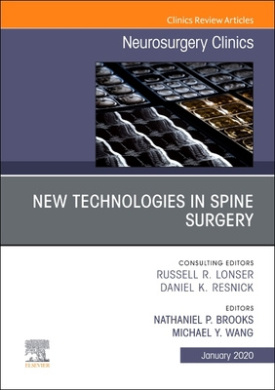 Clinics Review Articles
Neurosurgery Clinics
NEW TECHNOLOGIES IN SPINE
SURGERY
CONSULTING EDITORS
RUSSELL R. LONSER
DANIEL K. RESNICK
EDITORS
NATHANIEL P. BROOKS
MICHAEL Y. WANG
ELSEVIER
January 2020